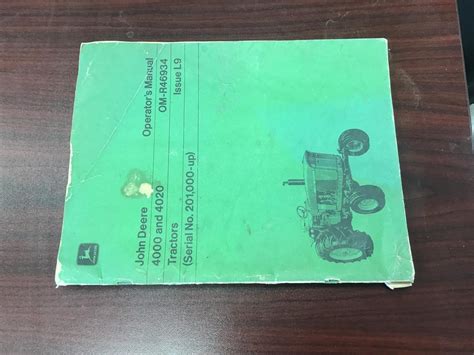 John Deere
4000 and 4020
Tractors
(Serial No. 201,000-up)
Operator's Manual
OM-R46934
Issue L9